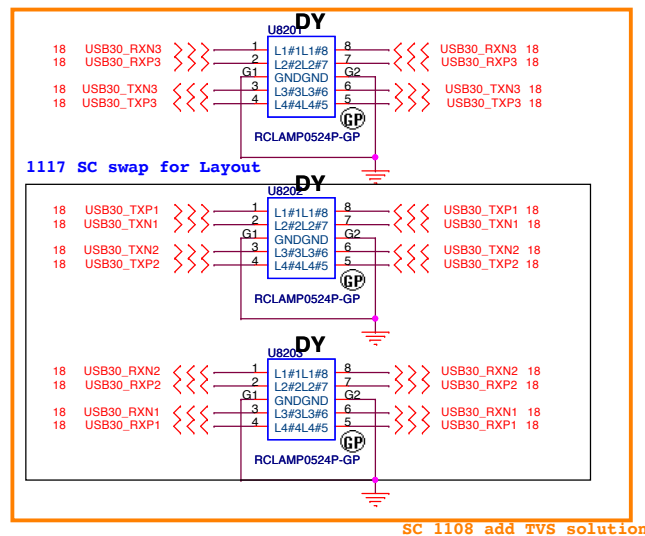 DY
U8201
18 USB30_RXN3 1 L1#1L1#8 8 USB30_RXN3 18
18 USB30_RXP3 2 L2#2L2#7 7 USB30_RXP3 18
G1 GNDGND G2
18 USB30_TXN3 3 L3#3L3#6 6 USB30_TXN3 18
18 USB30_TXP3 4 L4#4L4#5 5 USB30_TXP3 18
GP
RCLAMP0524P-GP
1117 SC swap for Layout
DY
U8202
18 USB30_TXP1 1 L1#1L1#8 8 USB30_TXP1 18
18 USB30_TXN1 2 L2#2L2#7 7 USB30_TXN1 18
G1 GNDGND G2
18 USB30_TXN2 3 L3#3L3#6 6 USB30_TXN2 18
18 USB30_TXP2 4 L4#4L4#5 5 USB30_TXP2 18
GP
RCLAMP0524P-GP
DY
U8203
18 USB30_RXN2 1 L1#1L1#8 8 USB30_RXN2 18
18 USB30_RXP2 2 L2#2L2#7 7 USB30_RXP2 18
G1 GNDGND G2
18 USB30_RXN1 3 L3#3L3#6 6 USB30_RXN1 18
18 USB30_RXP1 4 L4#4L4#5 5 USB30_RXP1 18
GP
RCLAMP0524P-GP
SC 1108 add TVS solution